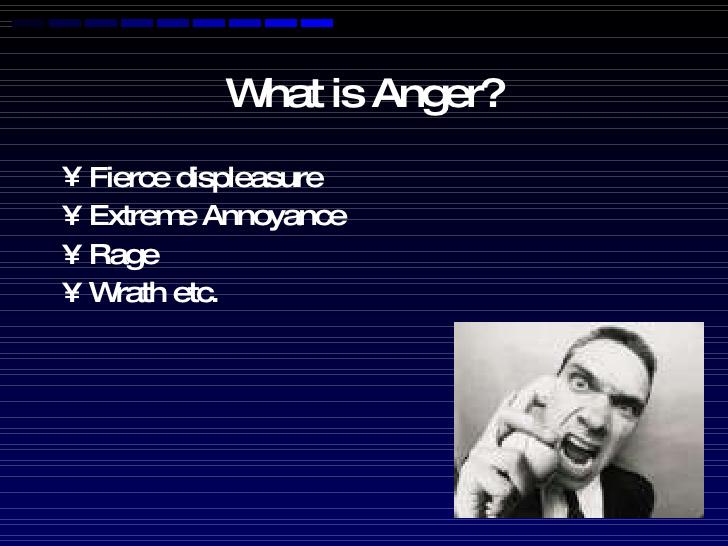 What is Anger?
• Fierce displeasure
• Extreme Annoyance
• Rage
• Wrath etc.